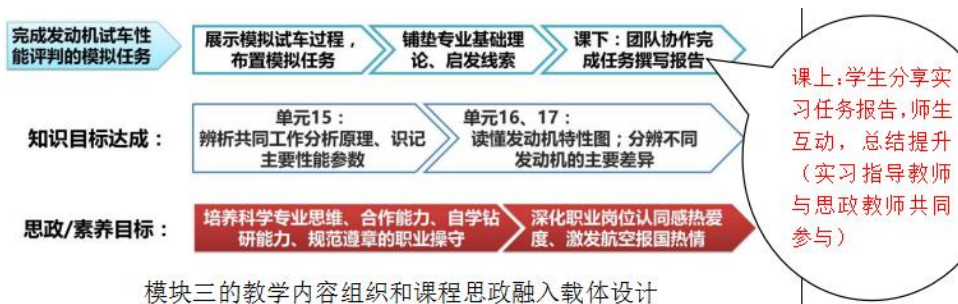 完成发动机试车性
能评判的模拟任务
展示模拟试车过程，
布置模拟任务
铺垫专业基础理
论、启发线索
课下：团队协作完
成任务撰写报告
课上：学生分享实
习任务报告，师生
互动，总结提升
（实习指导教师
与思政教师共同
参与）
知识目标达成：
单元15：
辨析共同工作分析原理、识记
主要性能参数
单元16、17：
读懂发动机特性图；分辨不同
发动机的主要差异
思政/素养目标：
培养科学专业思维、合作能力、自学钻
研能力、规范遵章的职业操守
深化职业岗位认同感热爱
度、激发航空报国热情
模块三的教学内容组织和课程思政融入载体设计